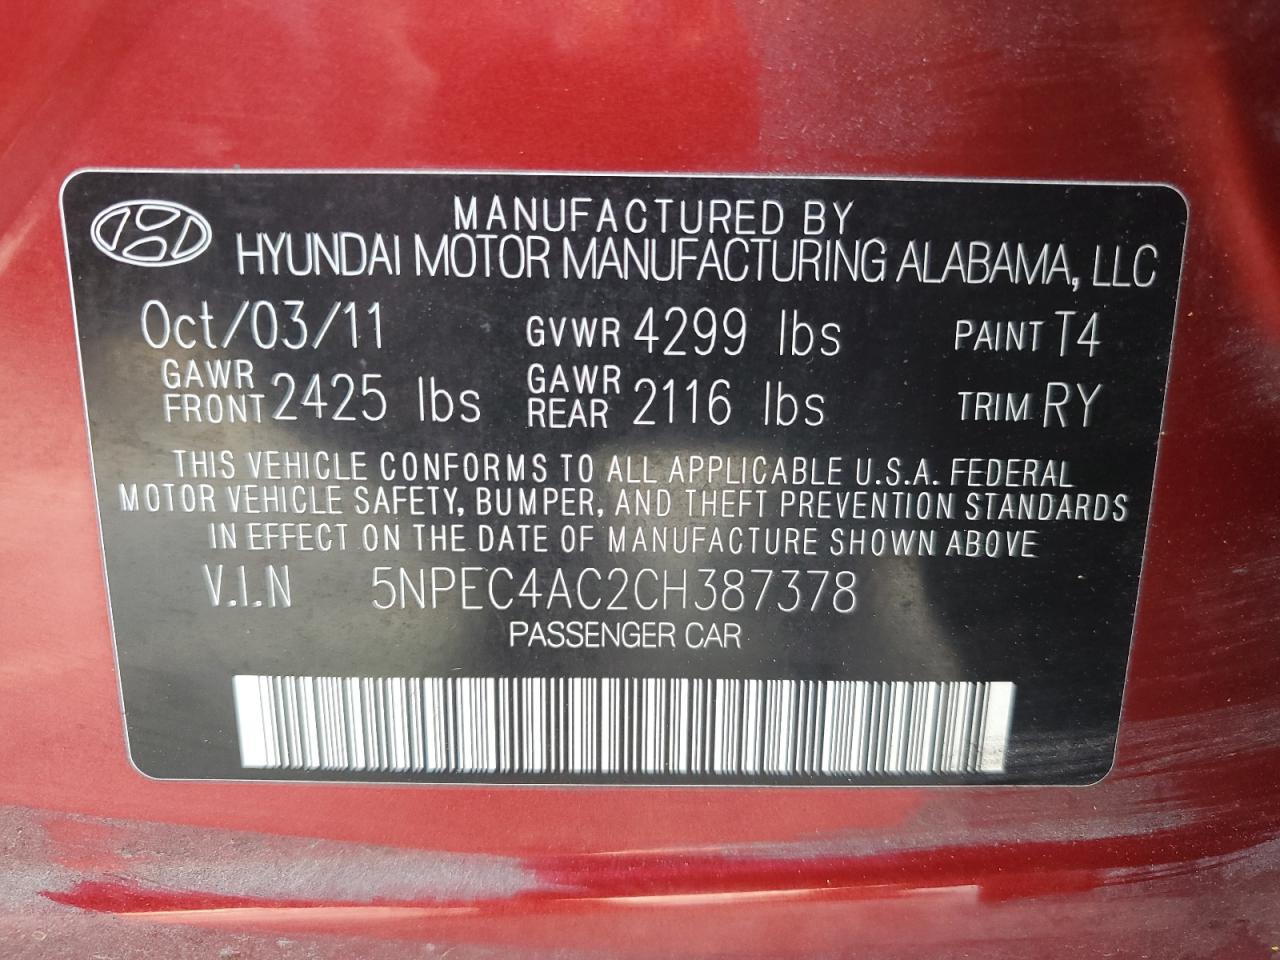 MANUFACTURED BY
HYUNDAI MOTOR MANUFACTURING ALABAMA, LLC
Oct/03/11 GVWR 4299 lbs PAINT T4
GAWR FRONT 2425 lbs GAWR REAR 2116 lbs TRIM RY
THIS VEHICLE CONFORMS TO ALL APPLICABLE U.S.A. FEDERAL
MOTOR VEHICLE SAFETY, BUMPER, AND THEFT PREVENTION STANDARDS
IN EFFECT ON THE DATE OF MANUFACTURE SHOWN ABOVE
V.I.N 5NPEC4AC2CH387378
PASSENGER CAR